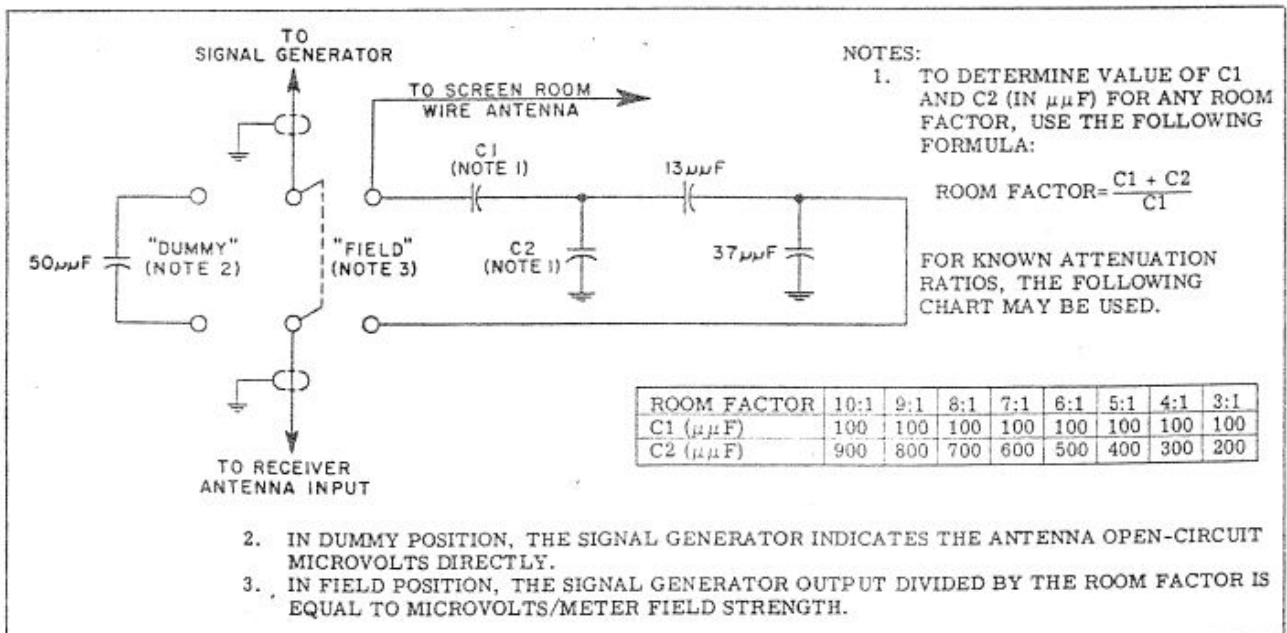 TO
SIGNAL GENERATOR
TO SCREEN ROOM
WIRE ANTENNA
C1
(NOTE 1)
13μμF
50μμF
"DUMMY"
(NOTE 2)
"FIELD"
(NOTE 3)
C2
(NOTE 1)
37μμF
TO RECEIVER
ANTENNA INPUT
NOTES:
1. TO DETERMINE VALUE OF C1
AND C2 (IN μμF) FOR ANY ROOM
FACTOR, USE THE FOLLOWING
FORMULA:
ROOM FACTOR=C1 + C2
C1
FOR KNOWN ATTENUATION
RATIOS, THE FOLLOWING
CHART MAY BE USED.
ROOM FACTOR 10:1 9:1 8:1 7:1 6:1 5:1 4:1 3:1
C1 (μμF) 100 100 100 100 100 100 100 100
C2 (μμF) 900 800 700 600 500 400 300 200
2. IN DUMMY POSITION, THE SIGNAL GENERATOR INDICATES THE ANTENNA OPEN-CIRCUIT
MICROVOLTS DIRECTLY.
3. IN FIELD POSITION, THE SIGNAL GENERATOR OUTPUT DIVIDED BY THE ROOM FACTOR IS
EQUAL TO MICROVOLTS/METER FIELD STRENGTH.